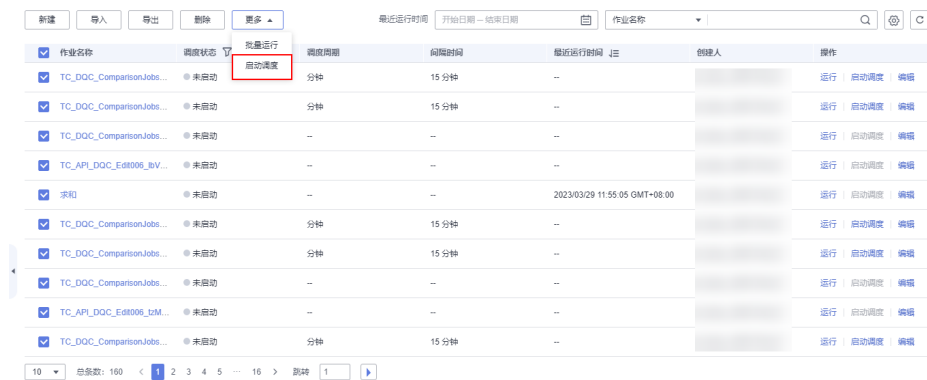 新建 导入 导出 删除 更多 最近运行时间 开始日期 – 结束日期 作业名称
批量运行
启动调度
作业名称 调度状态 调度周期 间隔时间 最近运行时间 创建人 操作
TC_DQC_ComparisonJobs... 未启动 分钟 15 分钟 -- 运行 启动调度 编辑
TC_DQC_ComparisonJobs... 未启动 分钟 15 分钟 -- 运行 启动调度 编辑
TC_DQC_ComparisonJobs... 未启动 -- -- -- 运行 启动调度 编辑
TC_API_DQC_Edit006_lbV... 未启动 -- -- -- 运行 启动调度 编辑
求和 未启动 -- -- 2023/03/29 11:55:05 GMT+08:00 运行 启动调度 编辑
TC_DQC_ComparisonJobs... 未启动 分钟 15 分钟 -- 运行 启动调度 编辑
TC_DQC_ComparisonJobs... 未启动 分钟 15 分钟 -- 运行 启动调度 编辑
TC_DQC_ComparisonJobs... 未启动 -- -- -- 运行 启动调度 编辑
TC_API_DQC_Edit006_tzM... 未启动 -- -- -- 运行 启动调度 编辑
TC_DQC_ComparisonJobs... 未启动 分钟 15 分钟 -- 运行 启动调度 编辑
10 总条数: 160 < 1 2 3 4 5 ... 16 > 跳转 1